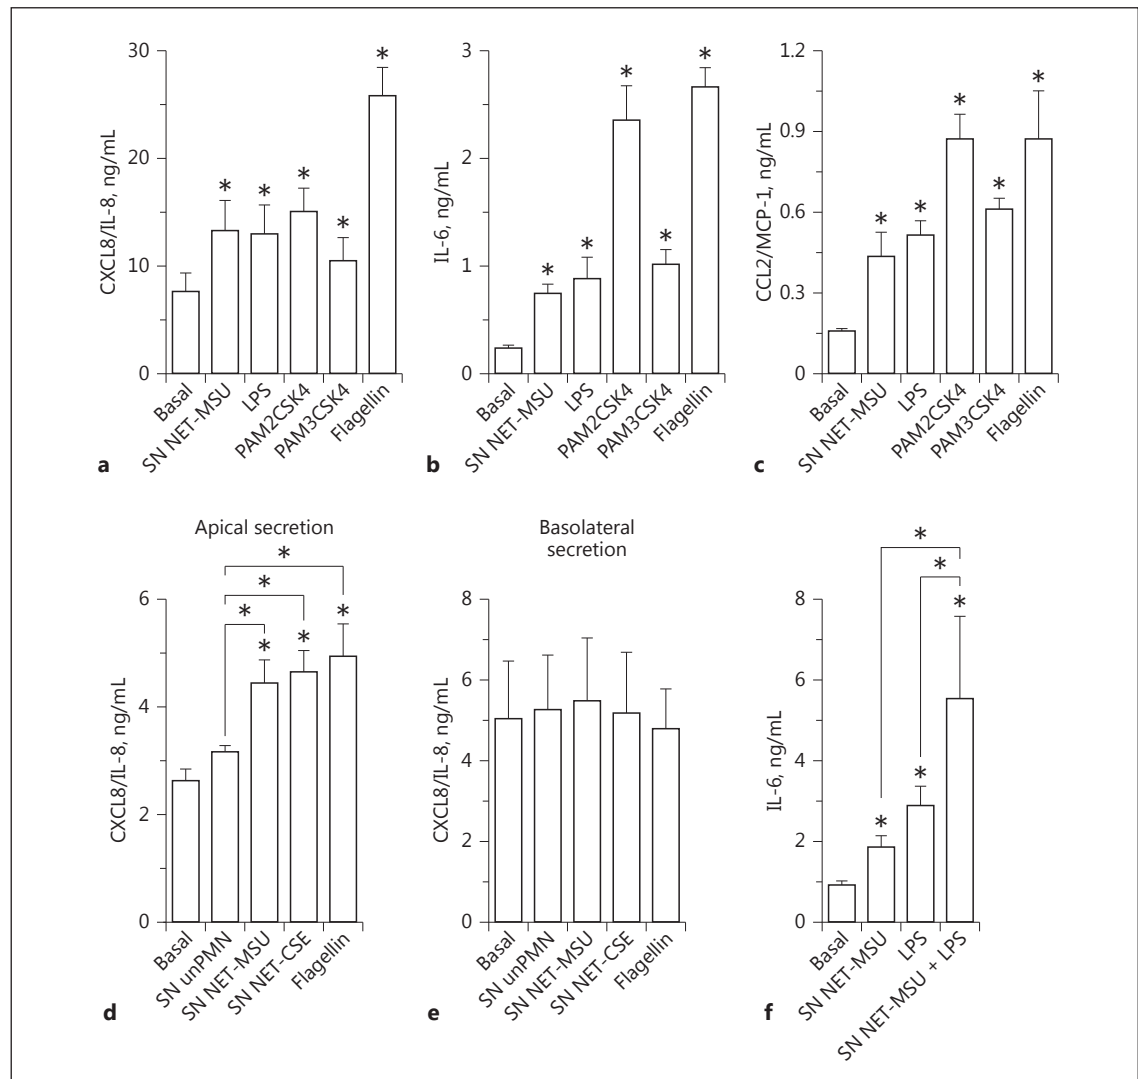 CXCL8/IL-8, ng/mL
30
20
10
0
*
*
*
*
*
Basal
SN NET-MSU
LPS
PAM2CSK4
PAM3CSK4
Flagellin
a
IL-6, ng/mL
3
2
1
0
*
*
*
*
*
Basal
SN NET-MSU
LPS
PAM2CSK4
PAM3CSK4
Flagellin
b
CCL2/MCP-1, ng/mL
1.2
0.9
0.6
0.3
0
*
*
*
*
*
Basal
SN NET-MSU
LPS
PAM2CSK4
PAM3CSK4
Flagellin
c
Apical secretion
CXCL8/IL-8, ng/mL
6
4
2
0
*
*
*
*
*
*
Basal
SN unPMN
SN NET-MSU
SN NET-CSE
Flagellin
d
Basolateral
secretion
CXCL8/IL-8, ng/mL
8
6
4
2
0
Basal
SN unPMN
SN NET-MSU
SN NET-CSE
Flagellin
e
IL-6, ng/mL
8
6
4
2
0
*
*
*
*
*
Basal
SN NET-MSU
LPS
SN NET-MSU + LPS
f